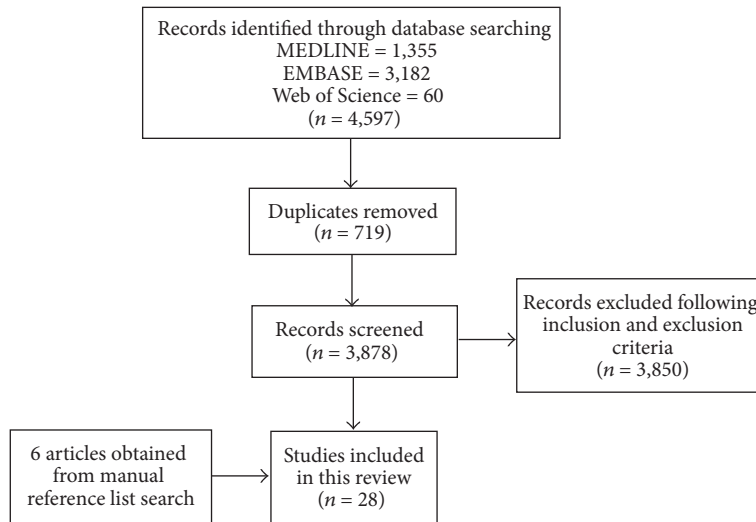 Records identified through database searching
MEDLINE = 1,355
EMBASE = 3,182
Web of Science = 60
(n = 4,597)
Duplicates removed
(n = 719)
Records screened
(n = 3,878)
Records excluded following
inclusion and exclusion
criteria
(n = 3,850)
6 articles obtained
from manual
reference list search
Studies included
in this review
(n = 28)